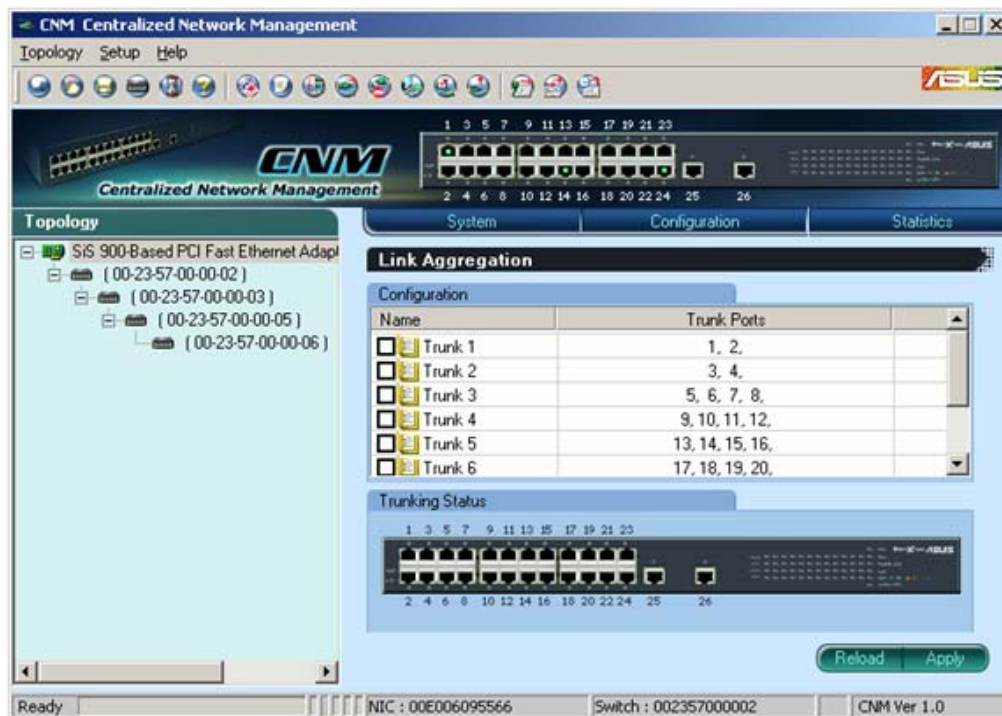 CNM Centralized Network Management
Topology Setup Help
ASUS
CNM
Centralized Network Management
1 3 5 7 9 11 13 15 17 19 21 23
ASUS
2 4 6 8 10 12 14 16 18 20 22 24 25 26
Topology
System Configuration Statistics
SiS 900-Based PCI Fast Ethernet Adapt
( 00-23-57-00-00-02 )
( 00-23-57-00-00-03 )
( 00-23-57-00-00-05 )
( 00-23-57-00-00-06 )
Link Aggregation
Configuration
Name Trunk Ports
Trunk 1 1, 2,
Trunk 2 3, 4,
Trunk 3 5, 6, 7, 8,
Trunk 4 9, 10, 11, 12,
Trunk 5 13, 14, 15, 16,
Trunk 6 17, 18, 19, 20,
Trunking Status
1 3 5 7 9 11 13 15 17 19 21 23
ASUS
2 4 6 8 10 12 14 16 18 20 22 24 25 26
Reload Apply
Ready NIC : 00E006095566 Switch : 002357000002 CNM Ver 1.0